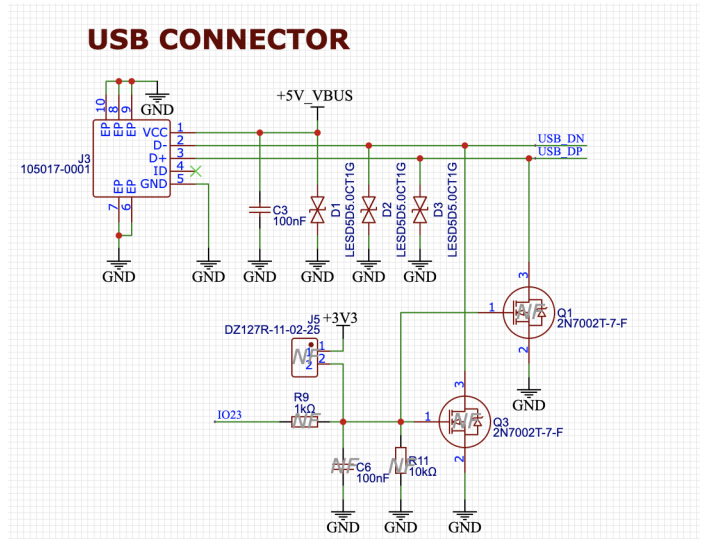 USB CONNECTOR
+5V_VBUS
GND
10
8
9
EP
EP
EP
J3
105017-0001
VCC
1
D-
2
D+
3
ID
4
GND
5
EP
EP
7
6
USB_DN
USB_DP
C3
100nF
D1
LESD5D5.0CT1G
D2
LESD5D5.0CT1G
D3
LESD5D5.0CT1G
GND
GND
GND
GND
GND
GND
3
1
NF
Q1
2N7002T-7-F
2
GND
J5
+3V3
DZ127R-11-02-25
NF
1
1
2
2
R9
1kΩ
NF
IO23
3
1
NF
Q3
2N7002T-7-F
2
NF
C6
100nF
NF
R11
10kΩ
GND
GND
GND